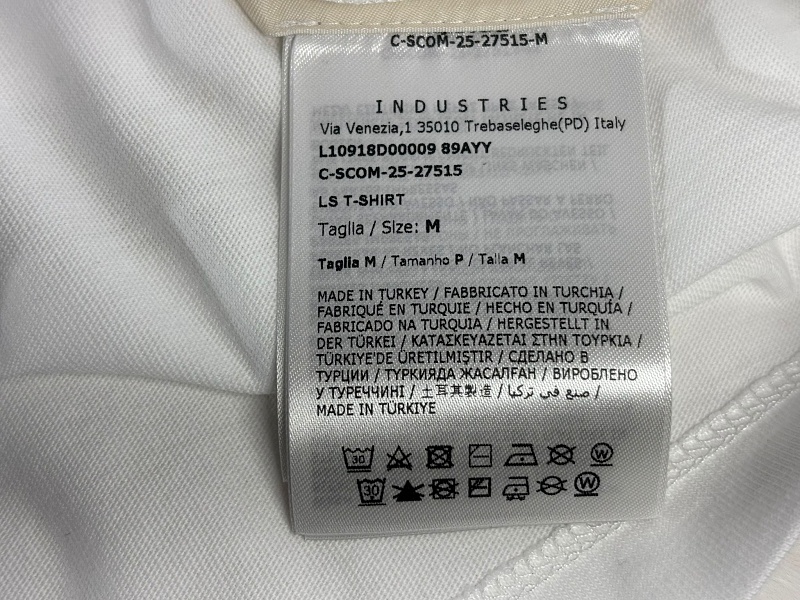 C-SCOM-25-27515-M
INDUSTRIES
Via Venezia,1 35010 Trebaseleghe(PD) Italy
L10918D00009 89AYY
C-SCOM-25-27515
LS T-SHIRT
Taglia / Size: M
Taglia M / Tamanho P / Talla M
MADE IN TURKEY / FABBRICATO IN TURCHIA /
FABRIQUÉ EN TURQUIE / HECHO EN TURQUÍA /
FABRICADO NA TURQUIA / HERGESTELLT IN
DER TÜRKEI / ΚΑΤΑΣΚΕΥΑΖΕΤΑΙ ΣΤΗΝ ΤΟΥΡΚΙΑ /
TÜRKIYE'DE ÜRETILMIŞTIR / СДЕЛАНО В
ТУРЦИИ / ТУРКИЯДА ЖАСАЛҒАН / ВИРОБЛЕНО
У ТУРЕЧЧИНІ / 土耳其製造 / صنع في تركيا /
MADE IN TÜRKIYE
30 W
30 W